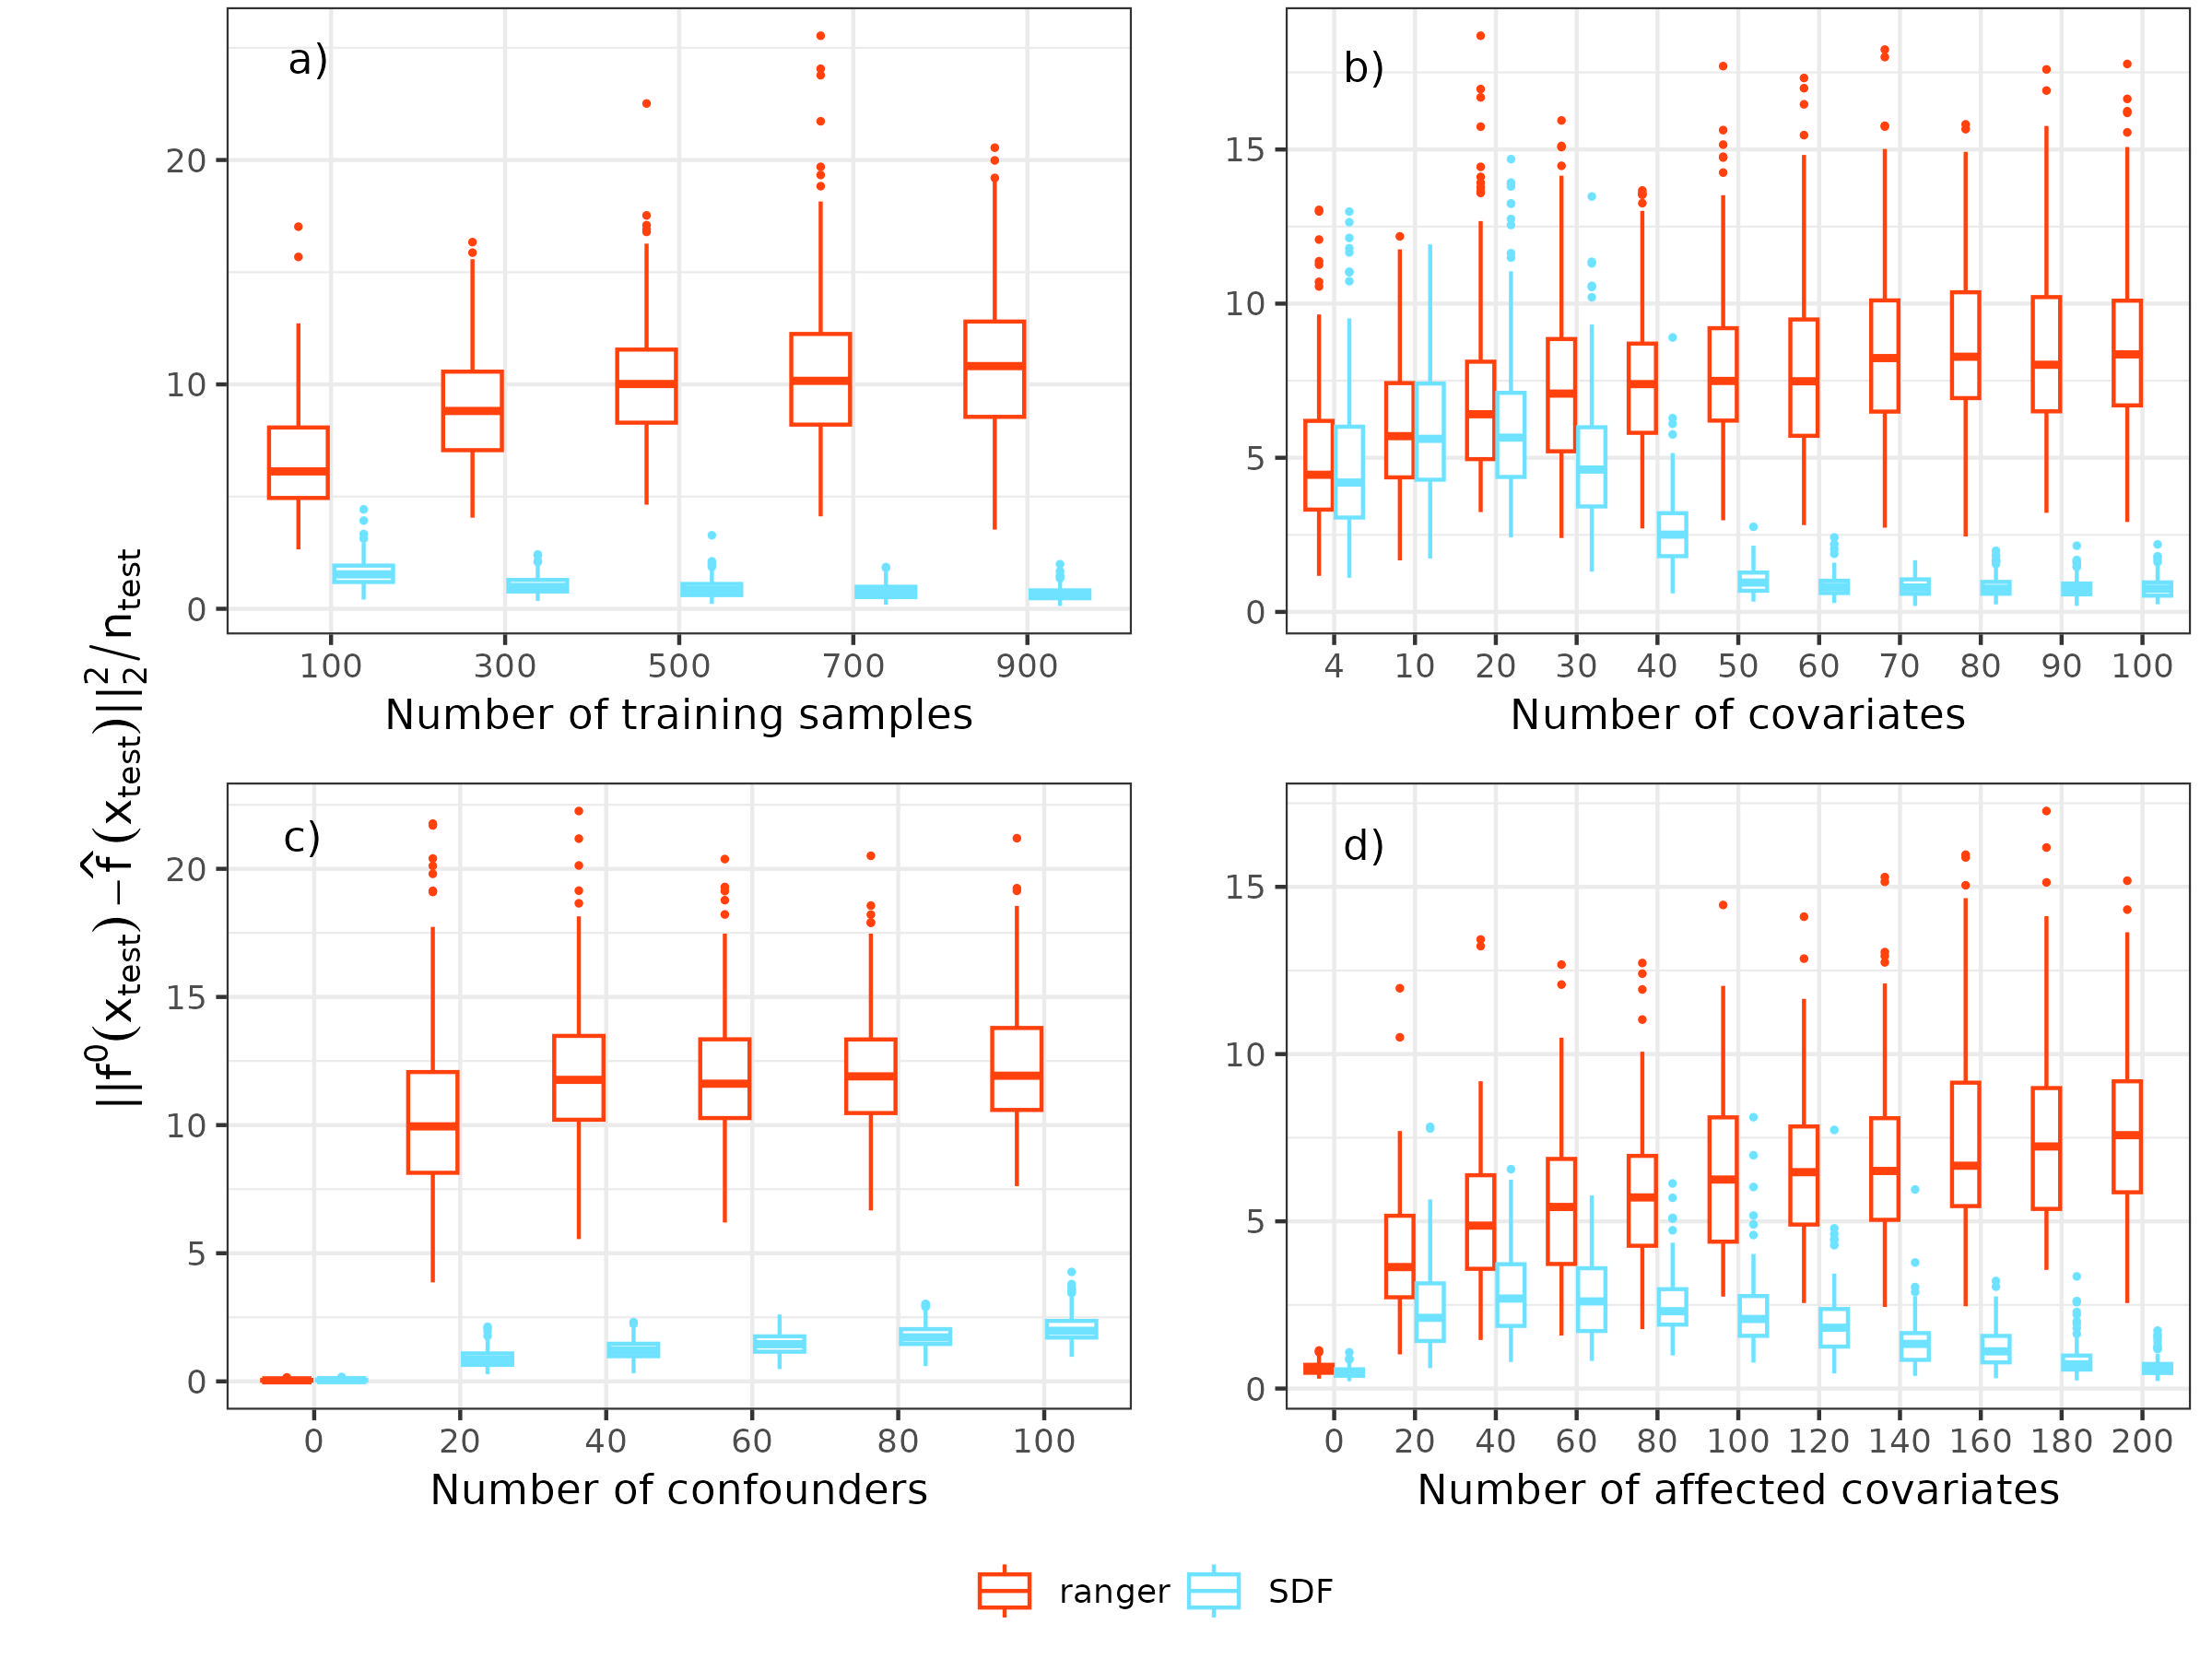 a)
20
10
0
100 300 500 700 900
Number of training samples
b)
15
10
5
0
4 10 20 30 40 50 60 70 80 90 100
Number of covariates
||f⁰(x_test)−f̂(x_test)||₂²/n_test
c)
20
15
10
5
0
0 20 40 60 80 100
Number of confounders
d)
15
10
5
0
0 20 40 60 80 100 120 140 160 180 200
Number of affected covariates
ranger SDF